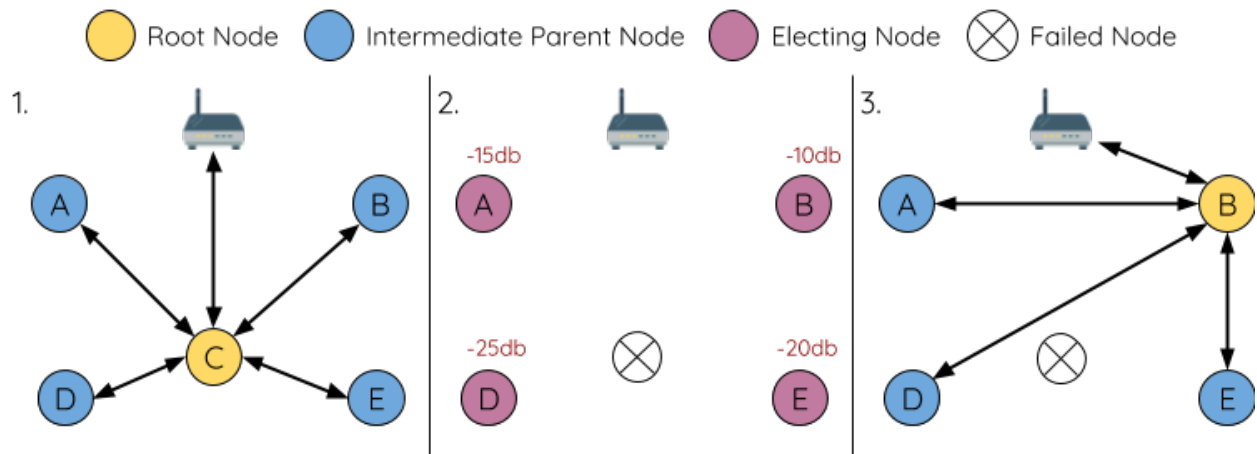 Root Node Intermediate Parent Node Electing Node Failed Node
1. 2. 3.
-15db -10db
A B A B A B
C
-25db -20db
D E D E D E